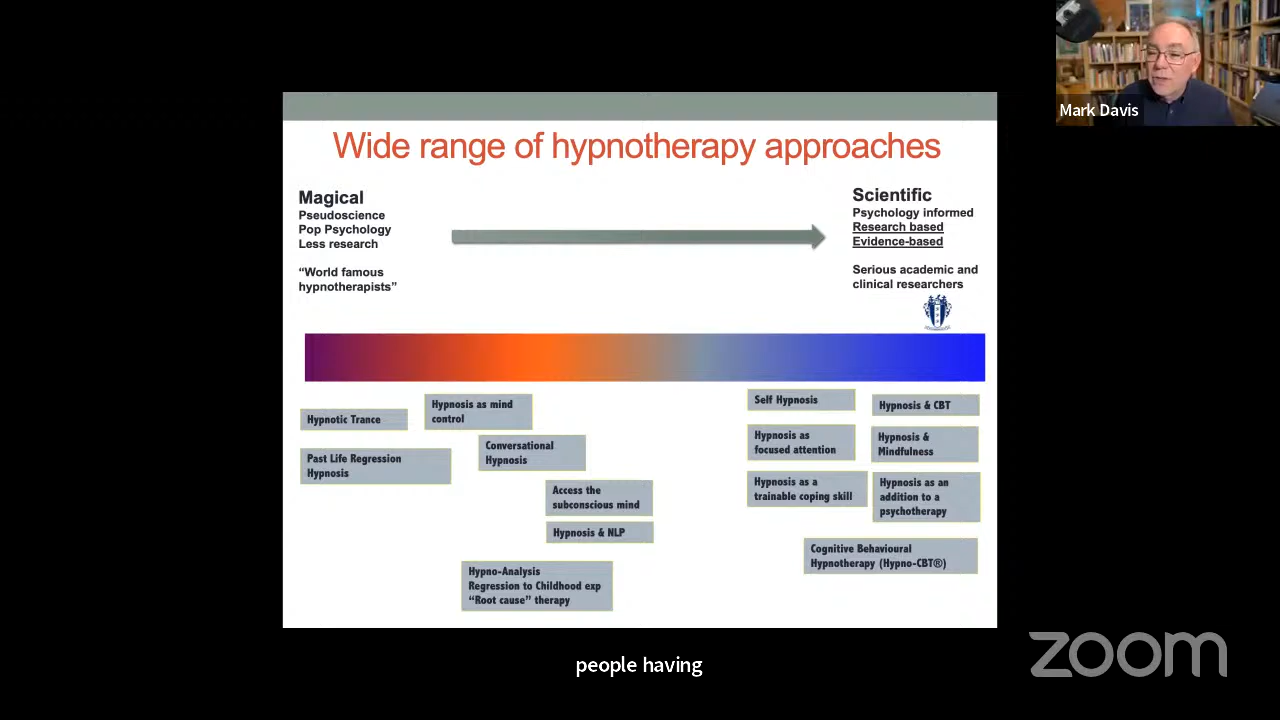 Mark Davis
Wide range of hypnotherapy approaches
Magical
Pseudoscience
Pop Psychology
Less research
“World famous
hypnotherapists”
Scientific
Psychology informed
Research based
Evidence-based
Serious academic and
clinical researchers
Hypnotic Trance
Hypnosis as mind
control
Past Life Regression
Hypnosis
Conversational
Hypnosis
Access the
subconscious mind
Hypnosis & NLP
Hypno-Analysis
Regression to Childhood exp
“Root cause” therapy
Self Hypnosis
Hypnosis & CBT
Hypnosis as
focused attention
Hypnosis &
Mindfulness
Hypnosis as a
trainable coping skill
Hypnosis as an
addition to a
psychotherapy
Cognitive Behavioural
Hypnotherapy (Hypno-CBT®)
people having
zoom